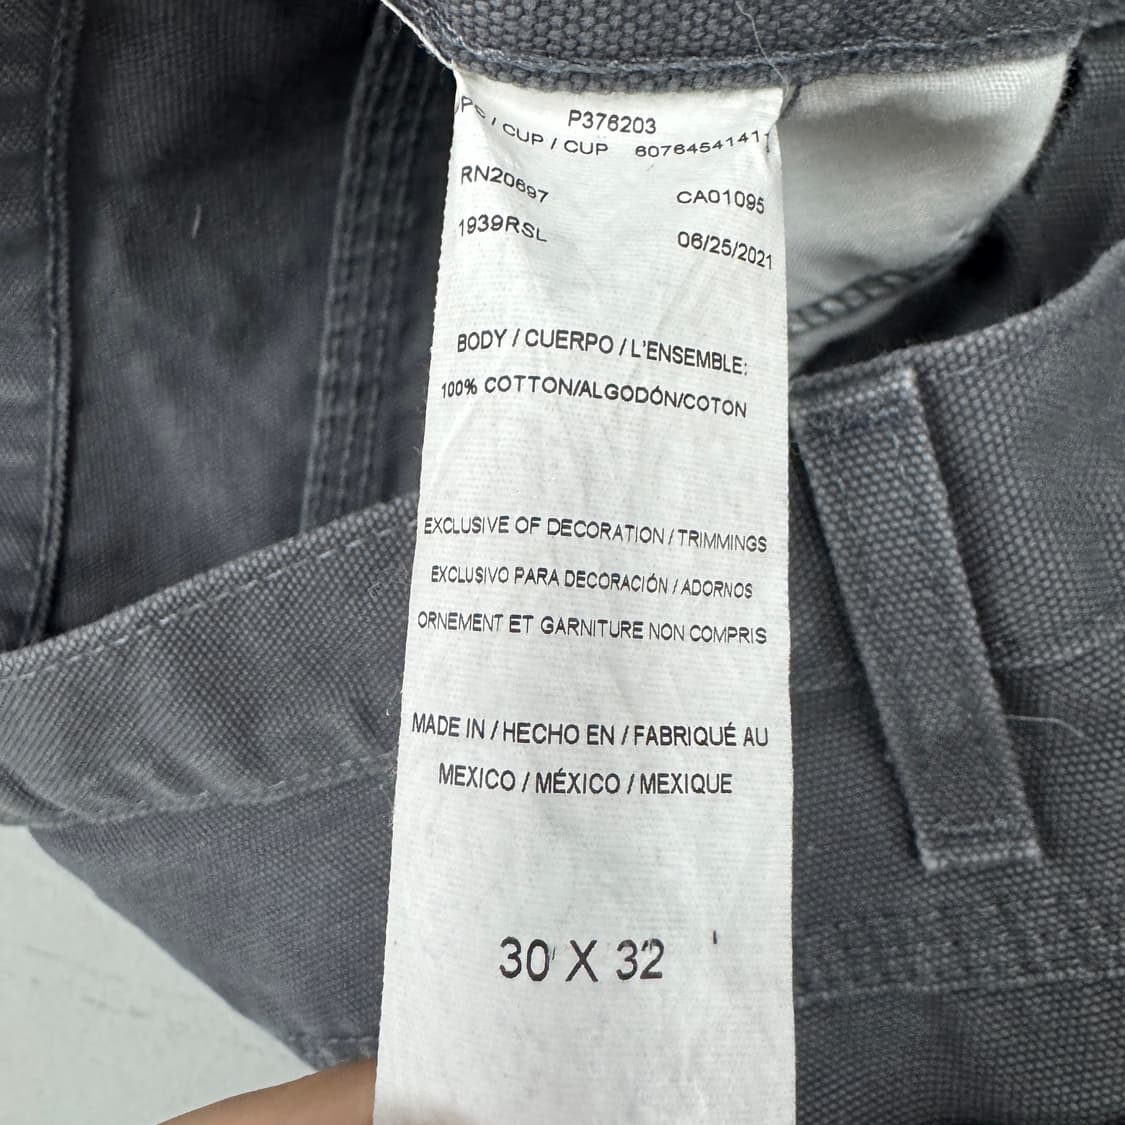 P376203
/ CUP / CUP 6076454141
RN20697 CA01095
1939RSL 06/25/2021
BODY / CUERPO / L'ENSEMBLE:
100% COTTON/ALGODÓN/COTON
EXCLUSIVE OF DECORATION / TRIMMINGS
EXCLUSIVO PARA DECORACIÓN / ADORNOS
ORNEMENT ET GARNITURE NON COMPRIS
MADE IN / HECHO EN / FABRIQUÉ AU
MEXICO / MÉXICO / MEXIQUE
30 X 32